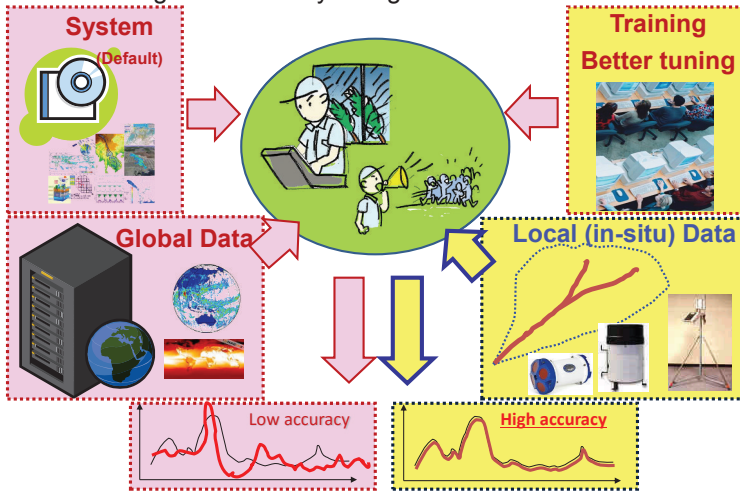 System
(Default)
Training
Better tuning
Global Data
Local (in-situ) Data
Low accuracy
High accuracy